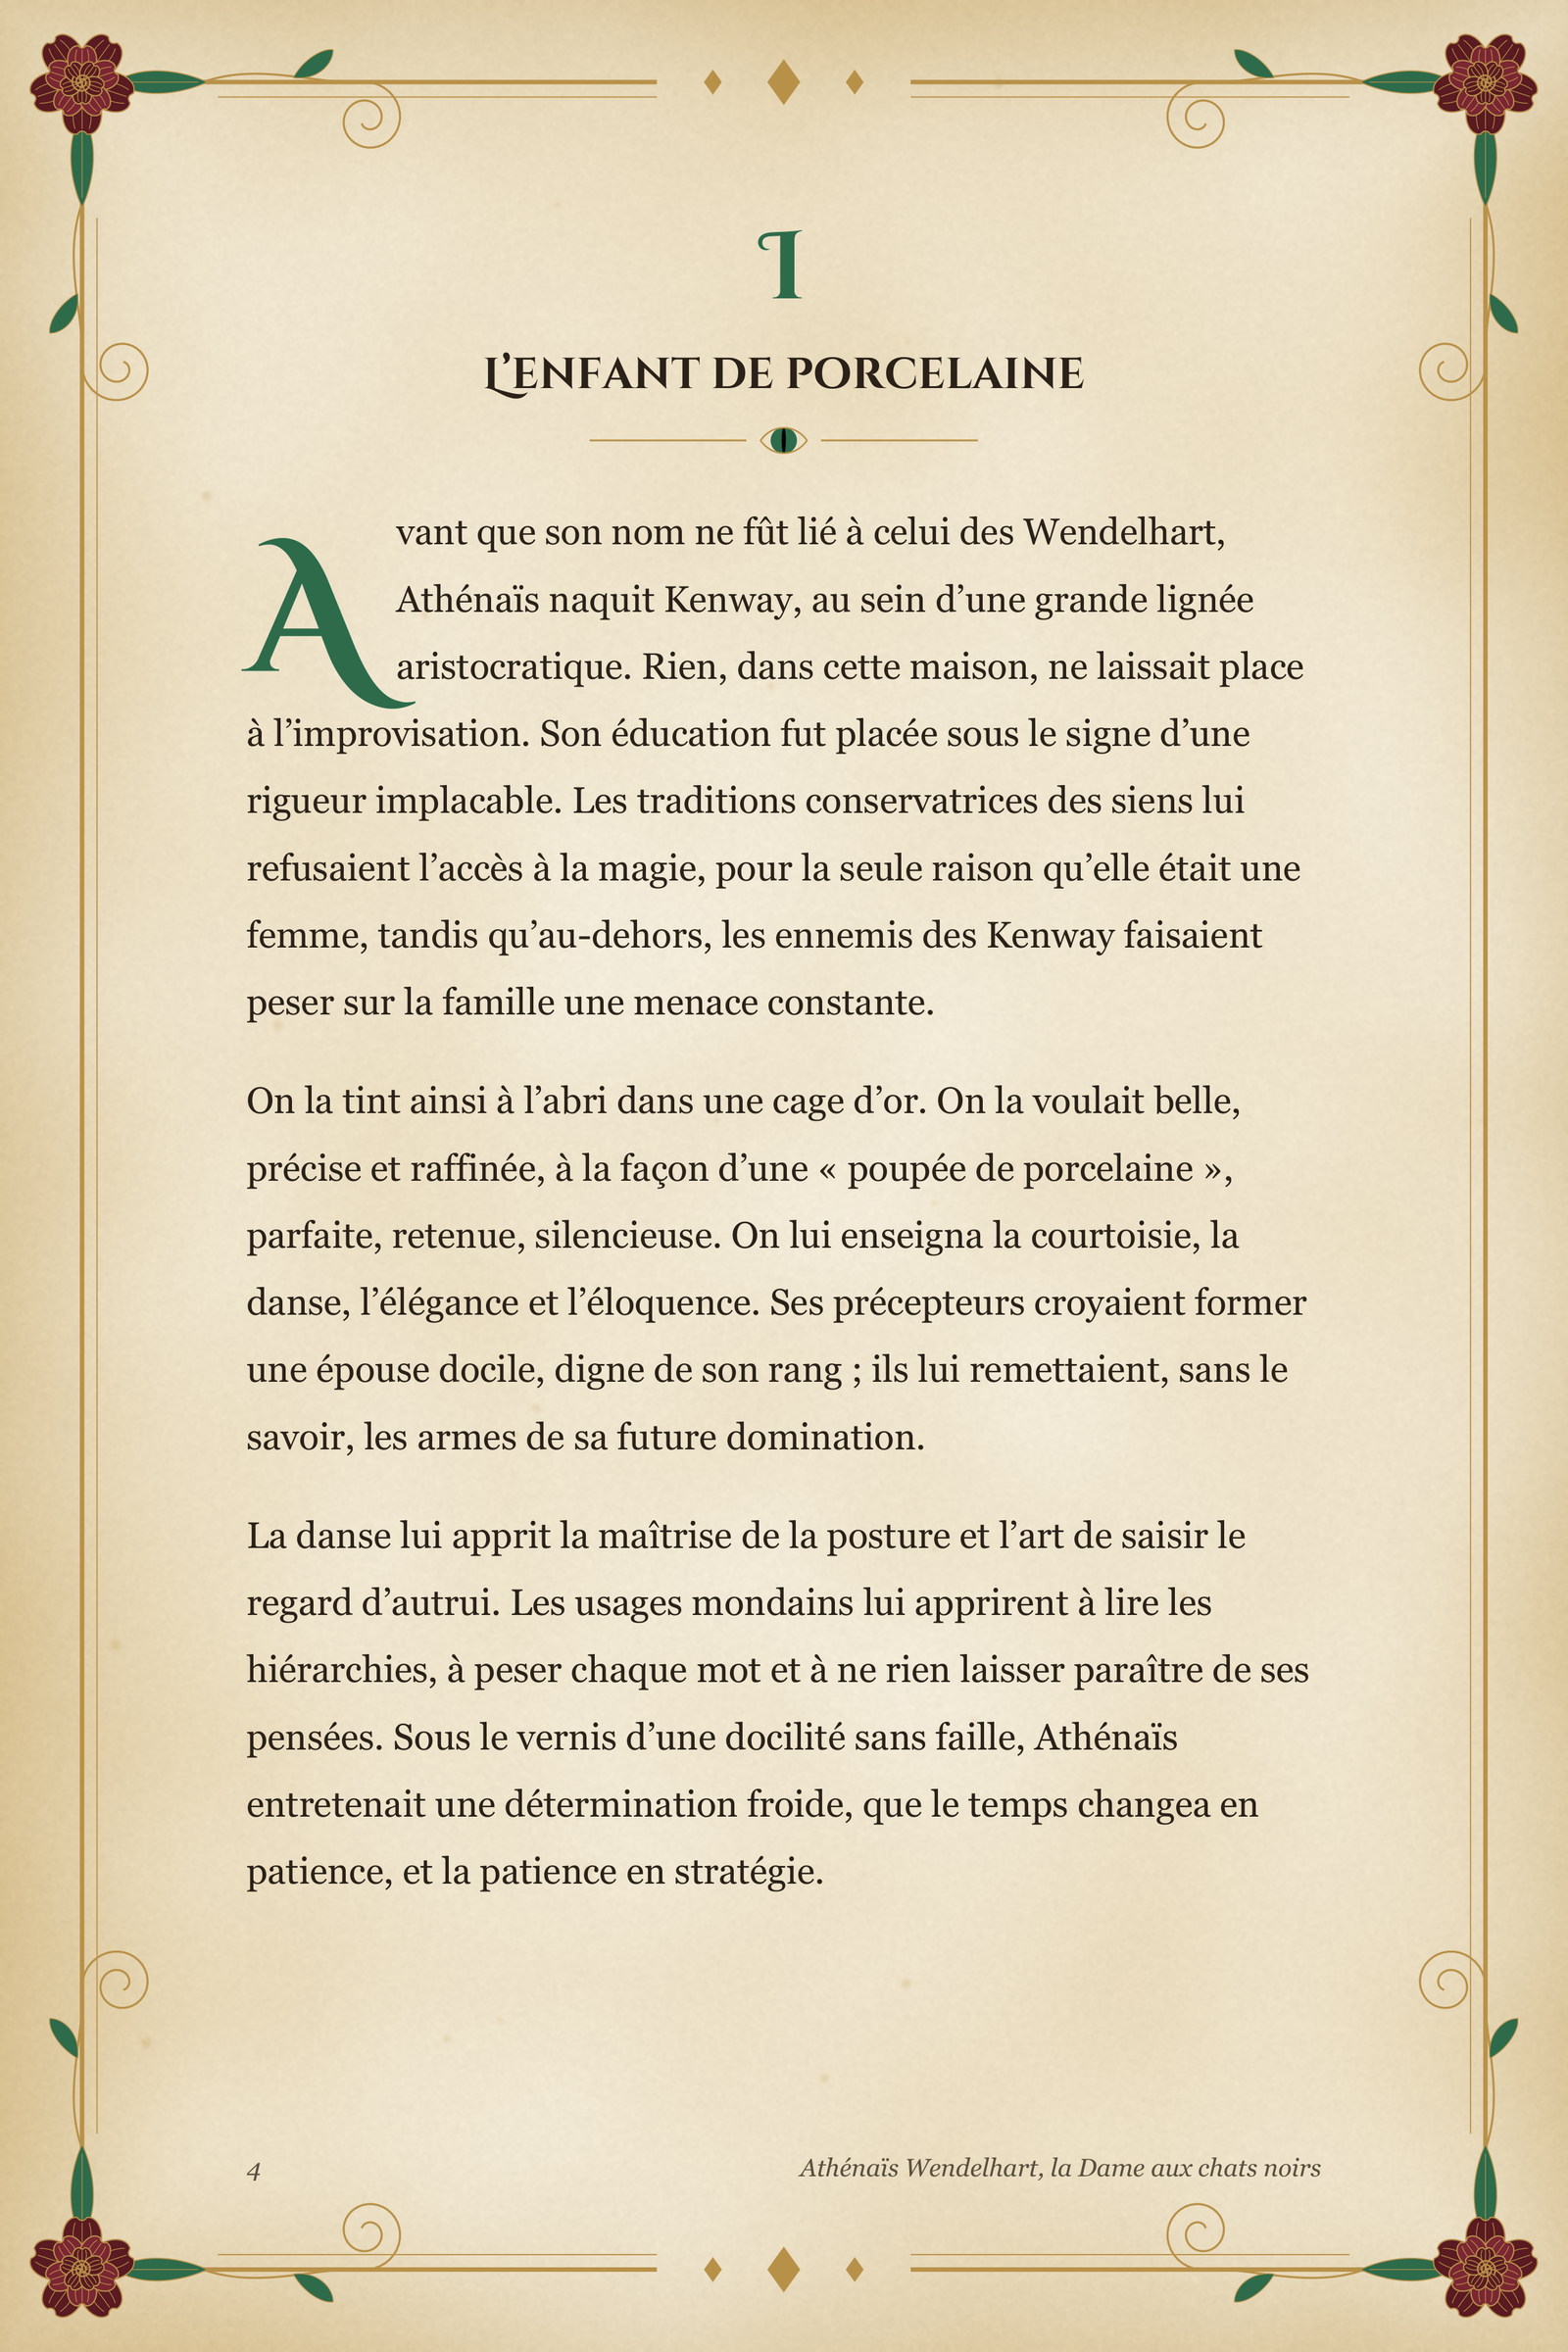 I
L’ENFANT DE PORCELAINE
Avant que son nom ne fût lié à celui des Wendelhart,
Athénaïs naquit Kenway, au sein d’une grande lignée
aristocratique. Rien, dans cette maison, ne laissait place
à l’improvisation. Son éducation fut placée sous le signe d’une
rigueur implacable. Les traditions conservatrices des siens lui
refusaient l’accès à la magie, pour la seule raison qu’elle était une
femme, tandis qu’au-dehors, les ennemis des Kenway faisaient
peser sur la famille une menace constante.
On la tint ainsi à l’abri dans une cage d’or. On la voulait belle,
précise et raffinée, à la façon d’une « poupée de porcelaine »,
parfaite, retenue, silencieuse. On lui enseigna la courtoisie, la
danse, l’élégance et l’éloquence. Ses précepteurs croyaient former
une épouse docile, digne de son rang ; ils lui remettaient, sans le
savoir, les armes de sa future domination.
La danse lui apprit la maîtrise de la posture et l’art de saisir le
regard d’autrui. Les usages mondains lui apprirent à lire les
hiérarchies, à peser chaque mot et à ne rien laisser paraître de ses
pensées. Sous le vernis d’une docilité sans faille, Athénaïs
entretenait une détermination froide, que le temps changea en
patience, et la patience en stratégie.
4
Athénaïs Wendelhart, la Dame aux chats noirs